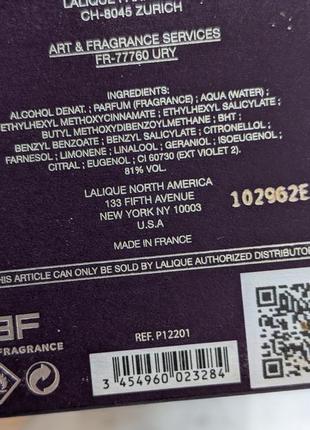 CH-8045 ZURICH
ART & FRAGRANCE SERVICES
FR-77760 URY
INGREDIENTS:
ALCOHOL DENAT. ; PARFUM (FRAGRANCE) ; AQUA (WATER) ;
ETHYLHEXYL METHOXYCINNAMATE ; ETHYLHEXYL SALICYLATE ;
BUTYL METHOXYDIBENZOYLMETHANE ; BHT ;
BENZYL BENZOATE ; BENZYL SALICYLATE ; CITRONELLOL ;
FARNESOL ; LIMONENE ; LINALOOL ; GERANIOL ; ISOEUGENOL ;
CITRAL ; EUGENOL ; CI 60730 (EXT VIOLET 2).
81% VOL.
LALIQUE NORTH AMERICA
133 FIFTH AVENUE
NEW YORK NY 10003
U.S.A
102962E
MADE IN FRANCE
THIS ARTICLE CAN ONLY BE SOLD BY LALIQUE AUTHORIZED DISTRIBUTOR
FRAGRANCE
REF. P12201
3 454960 023284